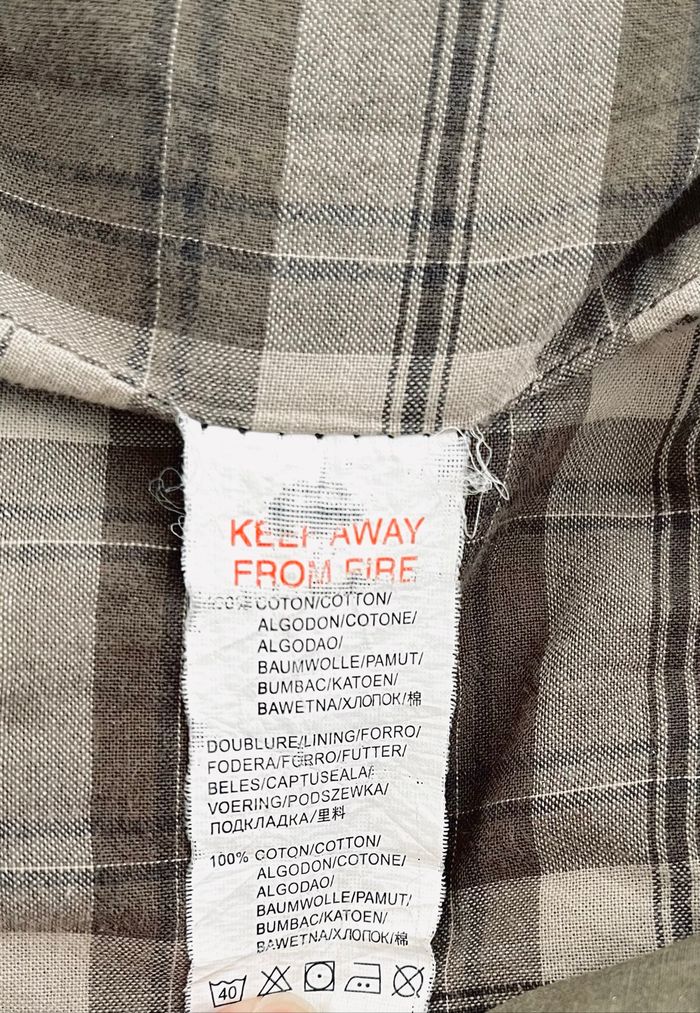 KEEP AWAY
FROM FIRE
100% COTON/COTTON/
ALGODON/COTONE/
ALGODAO/
BAUMWOLLE/PAMUT/
BUMBAC/KATOEN/
BAWETNA/ХЛОПОК/棉
DOUBLURE/LINING/FORRO/
FODERA/FORRO/FUTTER/
BELES/CAPTUSEALA/
VOERING/PODSZEWKA/
ПОДКЛАДКА/里料
100% COTON/COTTON/
ALGODON/COTONE/
ALGODAO/
BAUMWOLLE/PAMUT/
BUMBAC/KATOEN/
BAWETNA/ХЛОПОК/棉
40